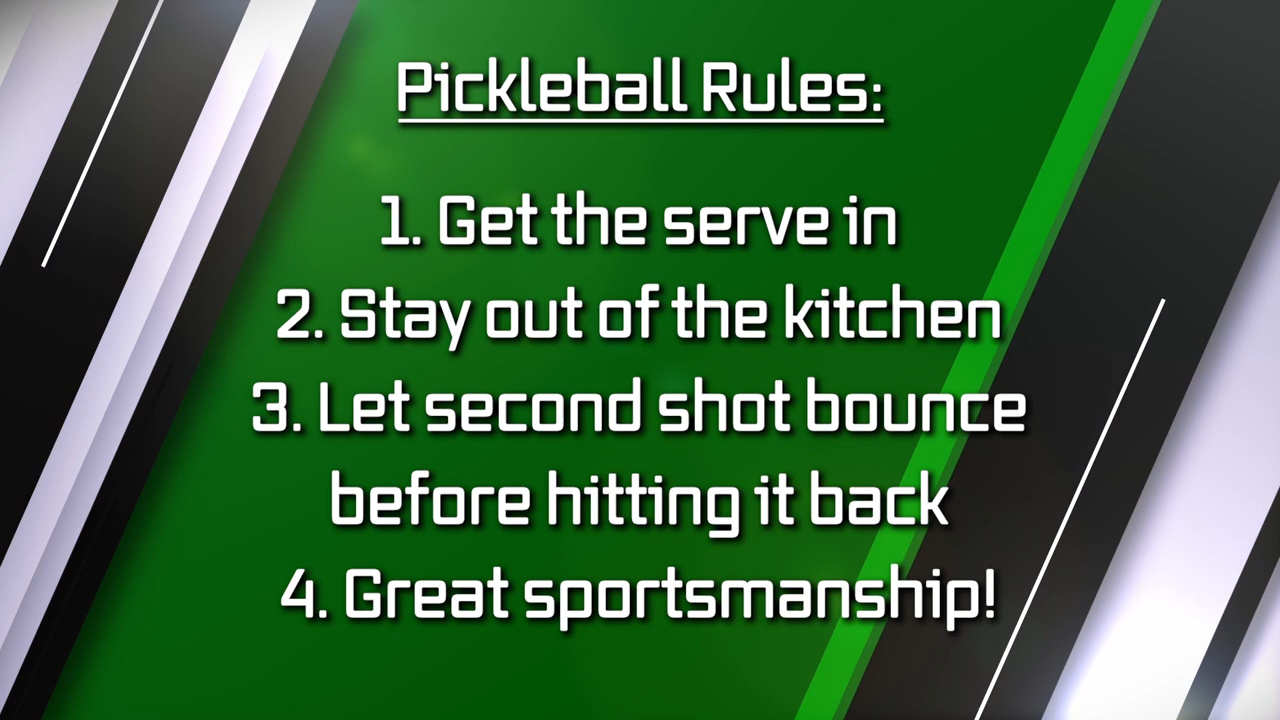 Pickleball Rules:
1. Get the serve in
2. Stay out of the kitchen
3. Let second shot bounce
before hitting it back
4. Great sportsmanship!